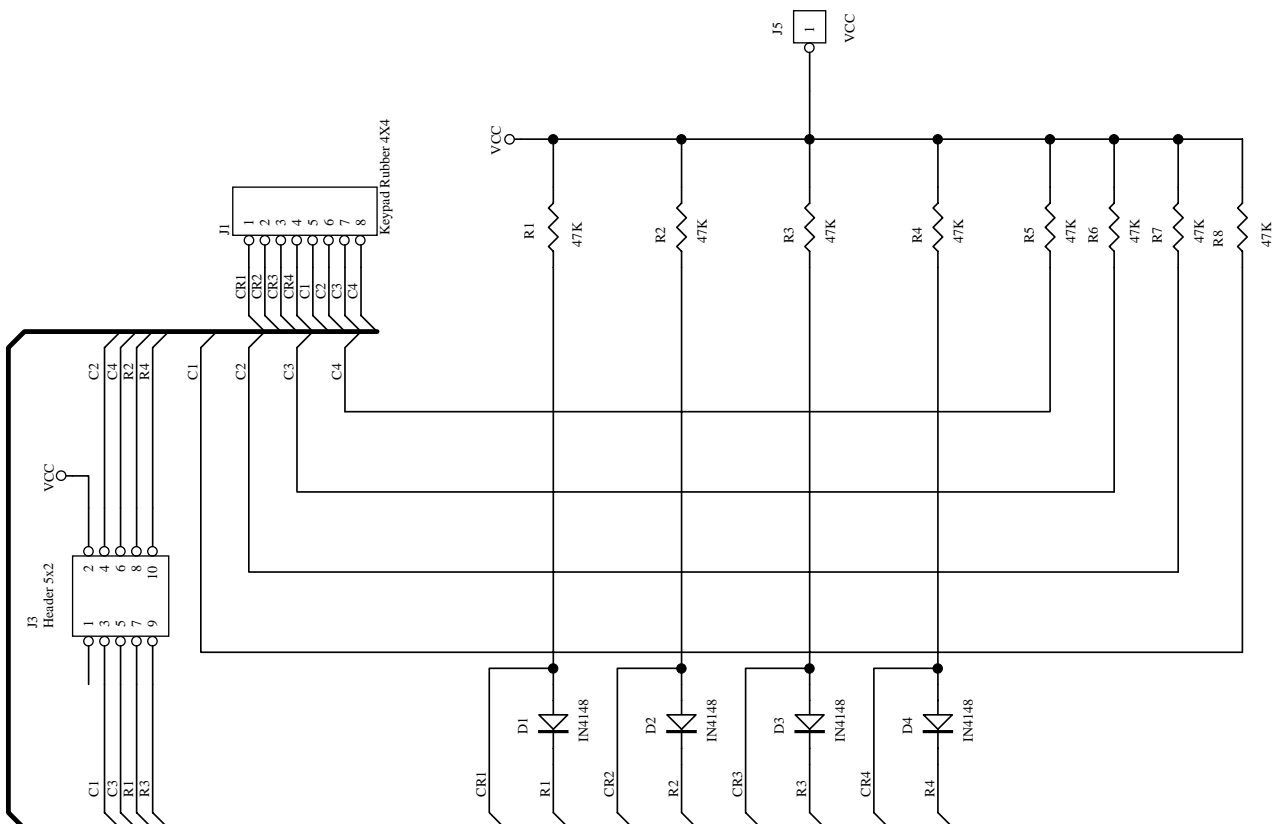 J5
1
VCC
VCC
J1
1
2
3
4
5
6
7
8
Keypad Rubber 4X4
CR1
CR2
CR3
CR4
C1
C2
C3
C4
R1
47K
R2
47K
R3
47K
R4
47K
R5
47K
R6
47K
R7
47K
R8
47K
C2
C4
R2
R4
C1
C2
C3
C4
VCC
J3
Header 5x2
2
4
6
8
10
1
3
5
7
9
C1
C3
R1
R3
D1
IN4148
D2
IN4148
D3
IN4148
D4
IN4148
CR1
R1
CR2
R2
CR3
R3
CR4
R4